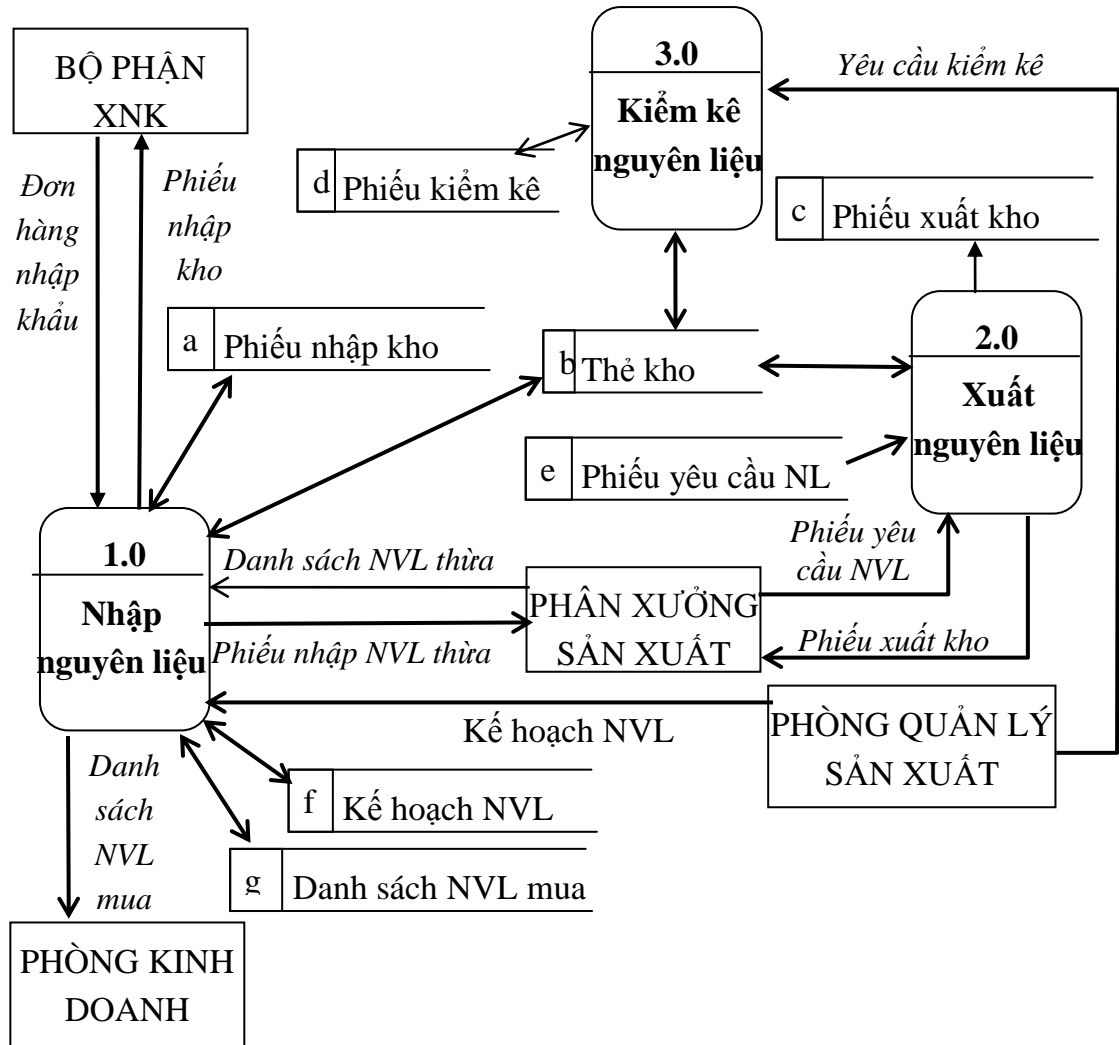 BỘ PHẬN
XNK
3.0
Kiểm kê
nguyên liệu
Yêu cầu kiểm kê
Đơn
hàng
nhập
khẩu
Phiếu
nhập
kho
d Phiếu kiểm kê
c Phiếu xuất kho
a Phiếu nhập kho
b Thẻ kho
2.0
Xuất
nguyên liệu
e Phiếu yêu cầu NL
1.0
Nhập
nguyên liệu
Danh sách NVL thừa
Phiếu nhập NVL thừa
PHÂN XƯỞNG
SẢN XUẤT
Phiếu yêu
cầu NVL
Phiếu xuất kho
Kế hoạch NVL
PHÒNG QUẢN LÝ
SẢN XUẤT
Danh
sách
NVL
mua
f Kế hoạch NVL
g Danh sách NVL mua
PHÒNG KINH
DOANH